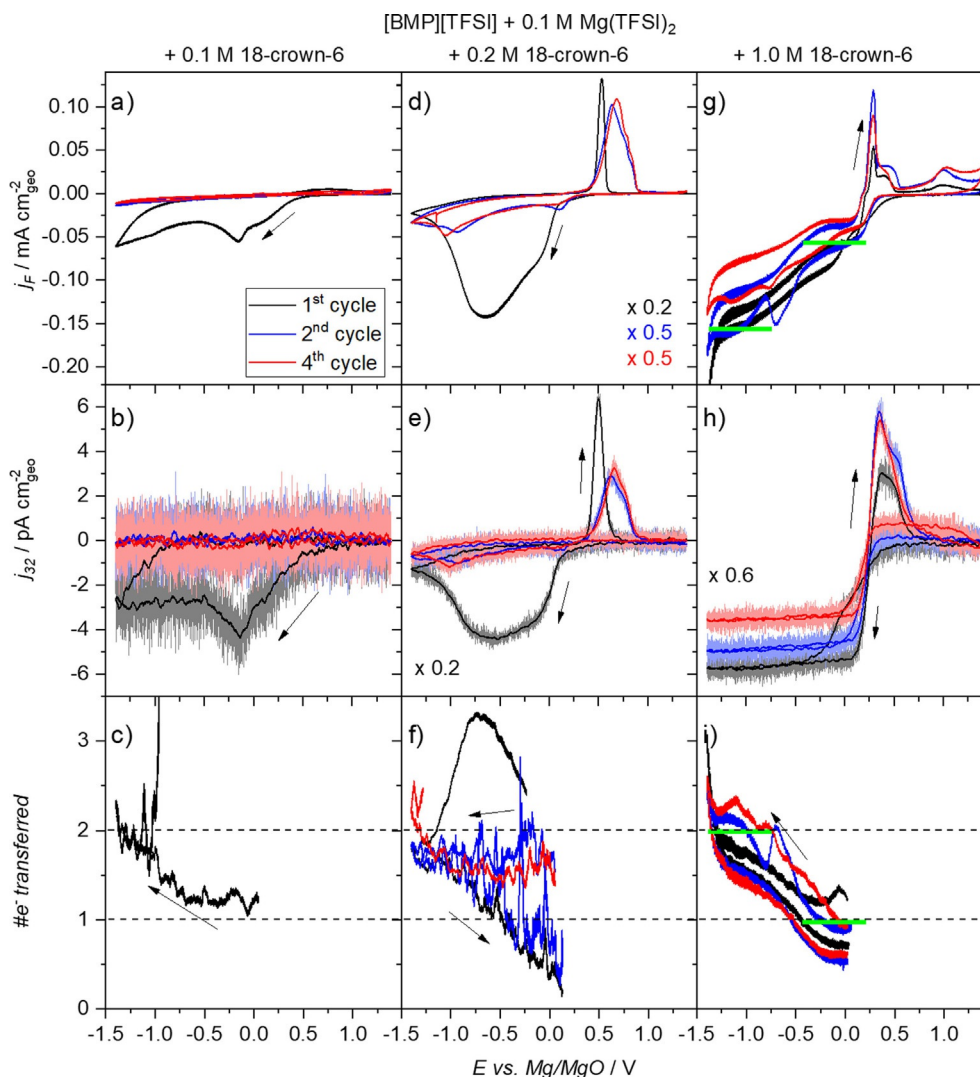 [BMP][TFSI] + 0.1 M Mg(TFSI)₂
+ 0.1 M 18-crown-6 + 0.2 M 18-crown-6 + 1.0 M 18-crown-6
a) d) g)
0.10
0.05
0.00
-0.05
-0.10
-0.15
-0.20
j_F / mA cm⁻²_geo
1ˢᵗ cycle
2ⁿᵈ cycle
4ᵗʰ cycle
x 0.2
x 0.5
x 0.5
b) e) h)
6
4
2
0
-2
-4
-6
j₃₂ / pA cm⁻²_geo
x 0.2
x 0.6
c) f) i)
3
2
1
0
#e⁻ transferred
-1.5 -1.0 -0.5 0.0 0.5 1.0 -1.5 -1.0 -0.5 0.0 0.5 1.0 -1.5 -1.0 -0.5 0.0 0.5 1.0
E vs. Mg/MgO / V